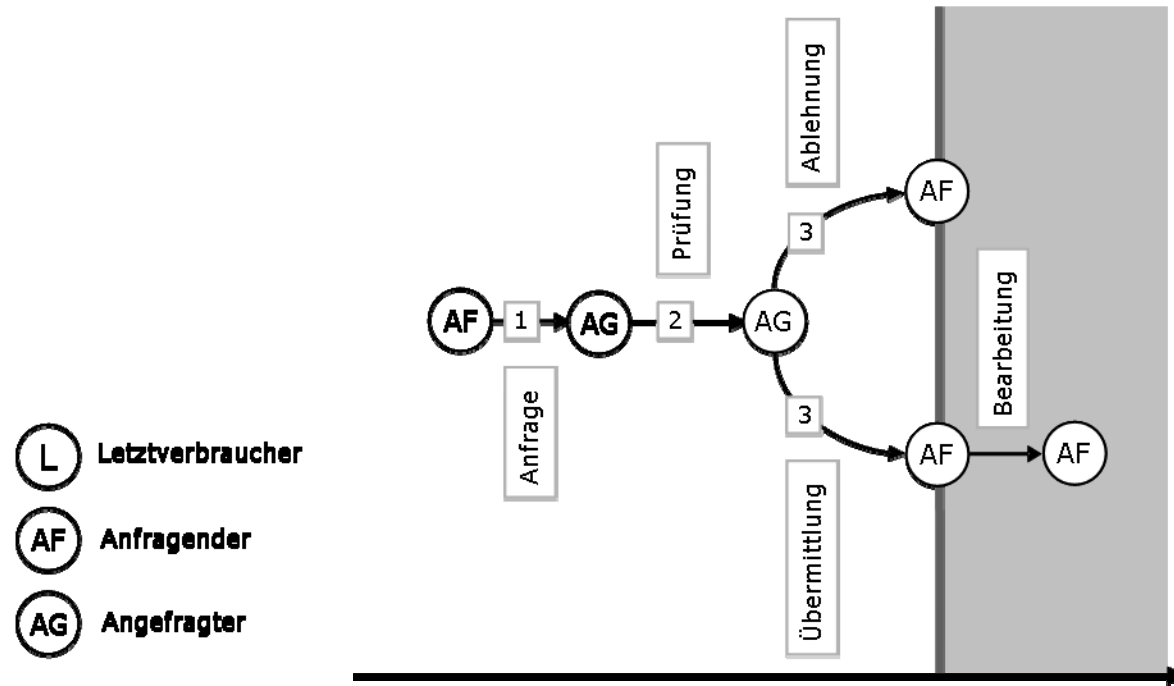 Ablehnung
Prüfung
AF
3
Bearbeitung
AF
1
AG
2
AG
Anfrage
3
L Letztverbraucher
AF
AF
Übermittlung
AF Anfragender
AG Angefragter